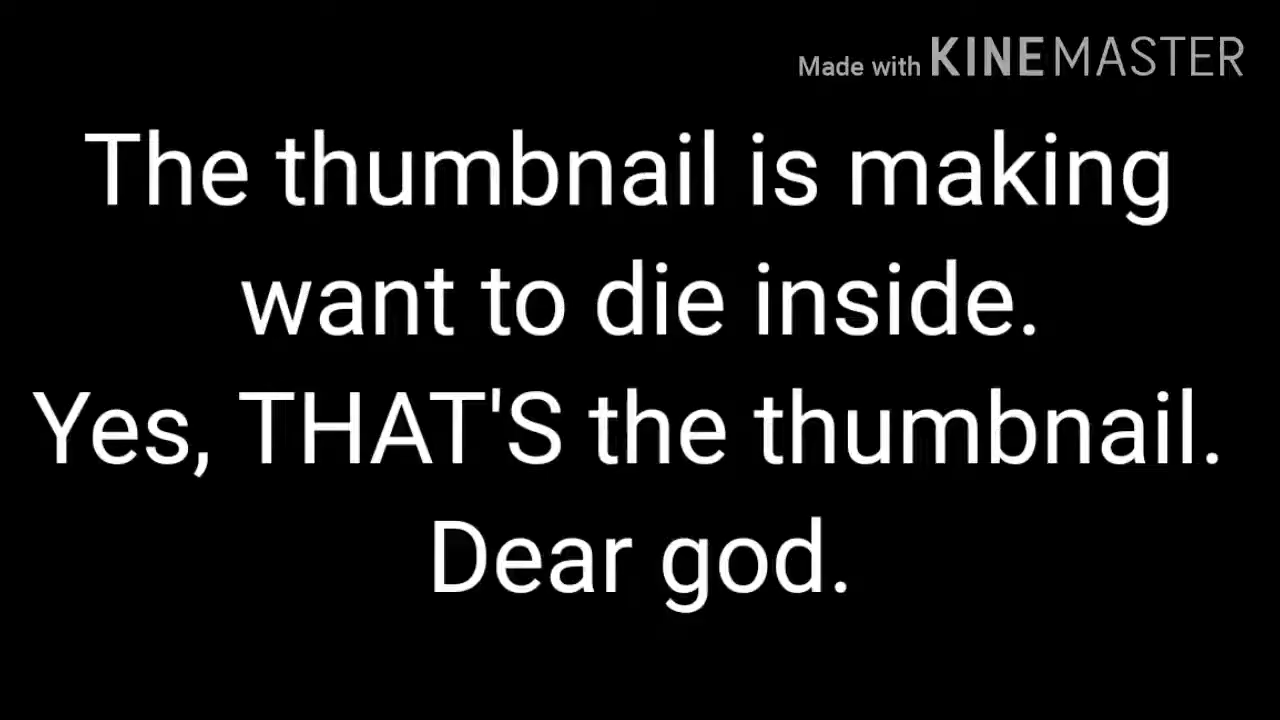 Made with KINEMASTER
The thumbnail is making
want to die inside.
Yes, THAT'S the thumbnail.
Dear god.